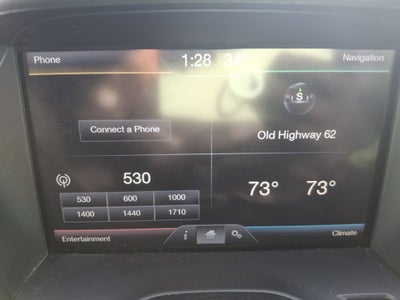 Phone 1:28 34° Navigation
S
Connect a Phone
Old Highway 62
530
530 600 1000
1400 1440 1710
73° 73°
Entertainment i Climate